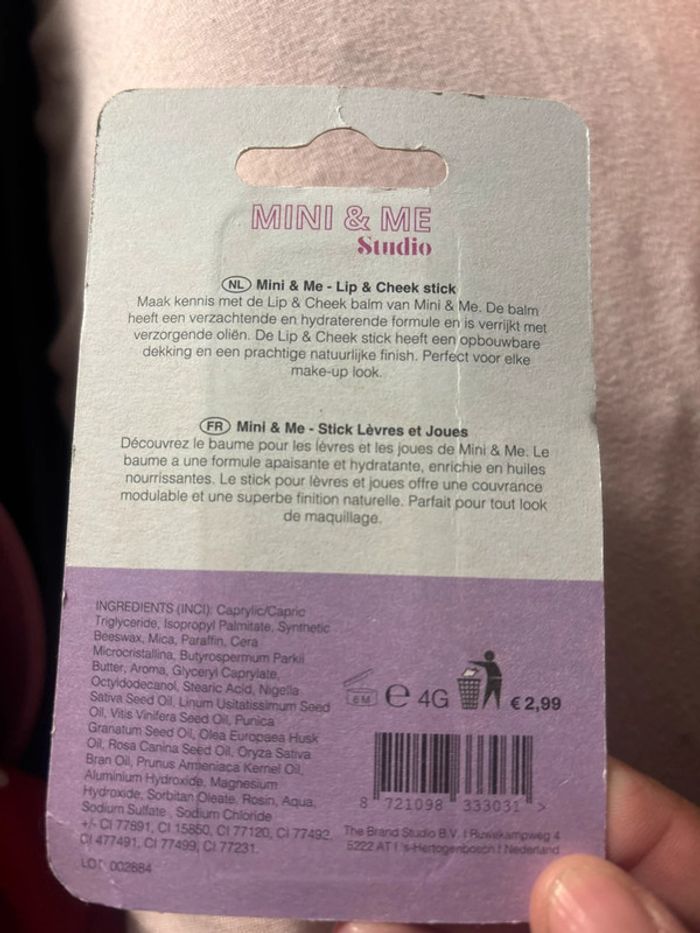 MINI & ME
Studio
NL Mini & Me - Lip & Cheek stick
Maak kennis met de Lip & Cheek balm van Mini & Me. De balm
heeft een verzachtende en hydraterende formule en is verrijkt met
verzorgende oliën. De Lip & Cheek stick heeft een opbouwbare
dekking en een prachtige natuurlijke finish. Perfect voor elke
make-up look.
FR Mini & Me - Stick Lèvres et Joues
Découvrez le baume pour les lèvres et les joues de Mini & Me. Le
baume a une formule apaisante et hydratante, enrichie en huiles
nourrissantes. Le stick pour lèvres et joues offre une couvrance
modulable et une superbe finition naturelle. Parfait pour tout look
de maquillage.
INGREDIENTS (INCI): Caprylic/Capric
Triglyceride, Isopropyl Palmitate, Synthetic
Beeswax, Mica, Paraffin, Cera
Microcristallina, Butyrospermum Parkii
Butter, Aroma, Glyceryl Caprylate,
Octyldodecanol, Stearic Acid, Nigella
Sativa Seed Oil, Linum Usitatissimum Seed
Oil, Vitis Vinifera Seed Oil, Punica
Granatum Seed Oil, Olea Europaea Husk
Oil, Rosa Canina Seed Oil, Oryza Sativa
Bran Oil, Prunus Armeniaca Kernel Oil,
Aluminium Hydroxide, Magnesium
Hydroxide, Sorbitan Oleate, Rosin, Aqua,
Sodium Sulfate, Sodium Chloride
+/- CI 77891, CI 15850, CI 77120, CI 77492,
CI 477491, CI 77499, CI 77231.
LOT 002884
6M e 4G € 2,99
8 721098 333031 >
The Brand Studio B.V. | Ruwekampweg 4
5222 AT | 's-Hertogenbosch | Nederland